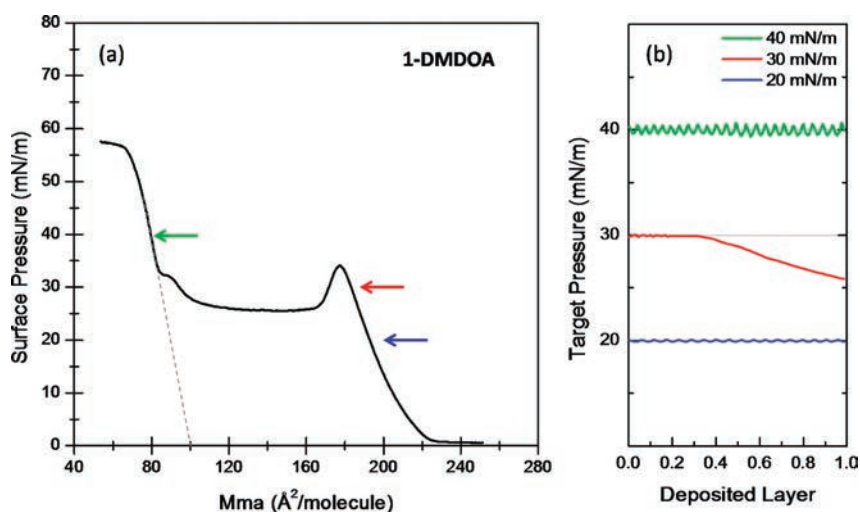 (a)
1-DMDOA
Surface Pressure (mN/m)
80
70
60
50
40
30
20
10
0
40 80 120 160 200 240 280
Mma (Å²/molecule)
(b)
40 mN/m
30 mN/m
20 mN/m
Target Pressure (mN/m)
40
30
20
0.0 0.2 0.4 0.6 0.8 1.0
Deposited Layer